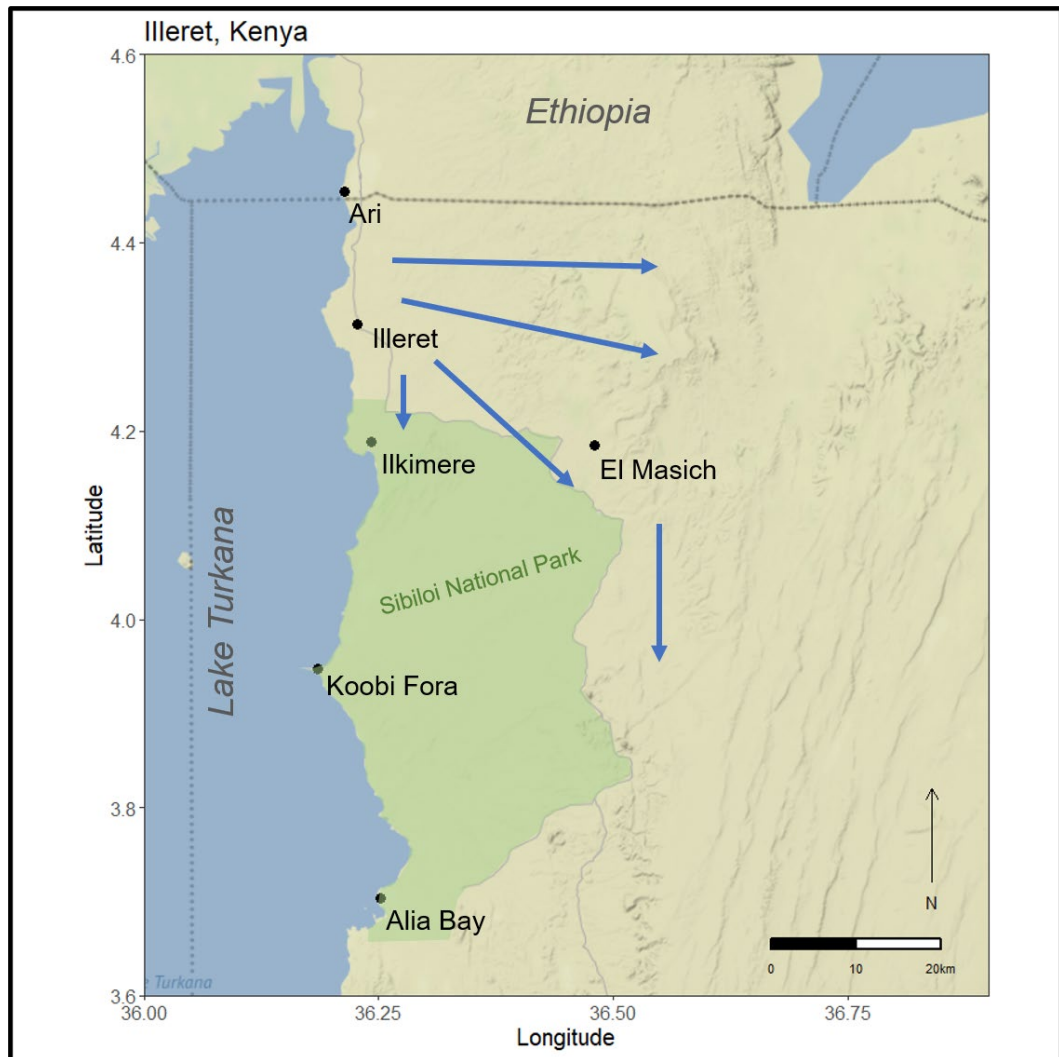 Illeret, Kenya
4.6
Ethiopia
Ari
4.4
Illeret
4.2
Ilkimere
El Masich
Latitude
Lake Turkana
Sibiloi National Park
4.0
Koobi Fora
3.8
N
Alia Bay
0 10 20km
e Turkana
3.6
36.00 36.25 36.50 36.75
Longitude